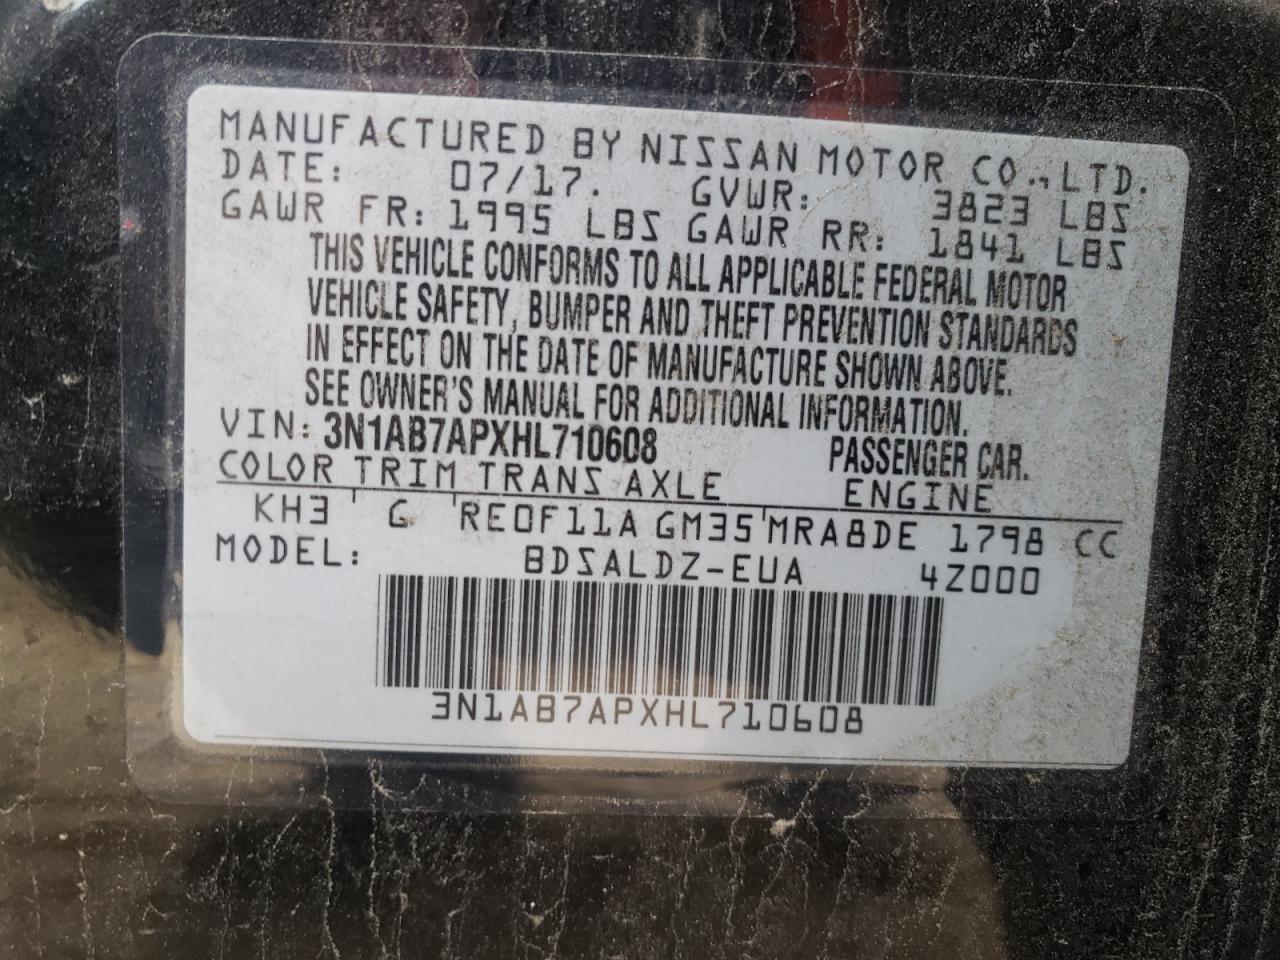 MANUFACTURED BY NISSAN MOTOR CO., LTD.
DATE: 07/17. GVWR: 3823 LBS
GAWR FR: 1995 LBS GAWR RR: 1841 LBS
THIS VEHICLE CONFORMS TO ALL APPLICABLE FEDERAL MOTOR
VEHICLE SAFETY, BUMPER AND THEFT PREVENTION STANDARDS
IN EFFECT ON THE DATE OF MANUFACTURE SHOWN ABOVE.
SEE OWNER'S MANUAL FOR ADDITIONAL INFORMATION.
VIN: 3N1AB7APXHL710608 PASSENGER CAR.
COLOR TRIM TRANS AXLE ENGINE
KH3 G RE0F11A GM35 MRA8DE 1798 CC
MODEL: BDSALDZ-EUA 4Z000
3N1AB7APXHL710608